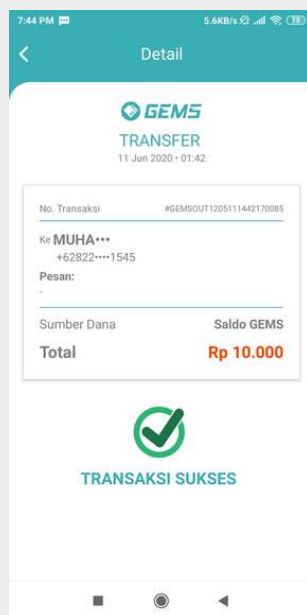 7:44 PM 5.6KB/s 73
Detail
GEMS
TRANSFER
11 Jun 2020 • 01:42
No. Transaksi #GEMSOUT1205111442170085
Ke MUHA•••
+62822••••1545
Pesan:
-
Sumber Dana Saldo GEMS
Total Rp 10.000
TRANSAKSI SUKSES